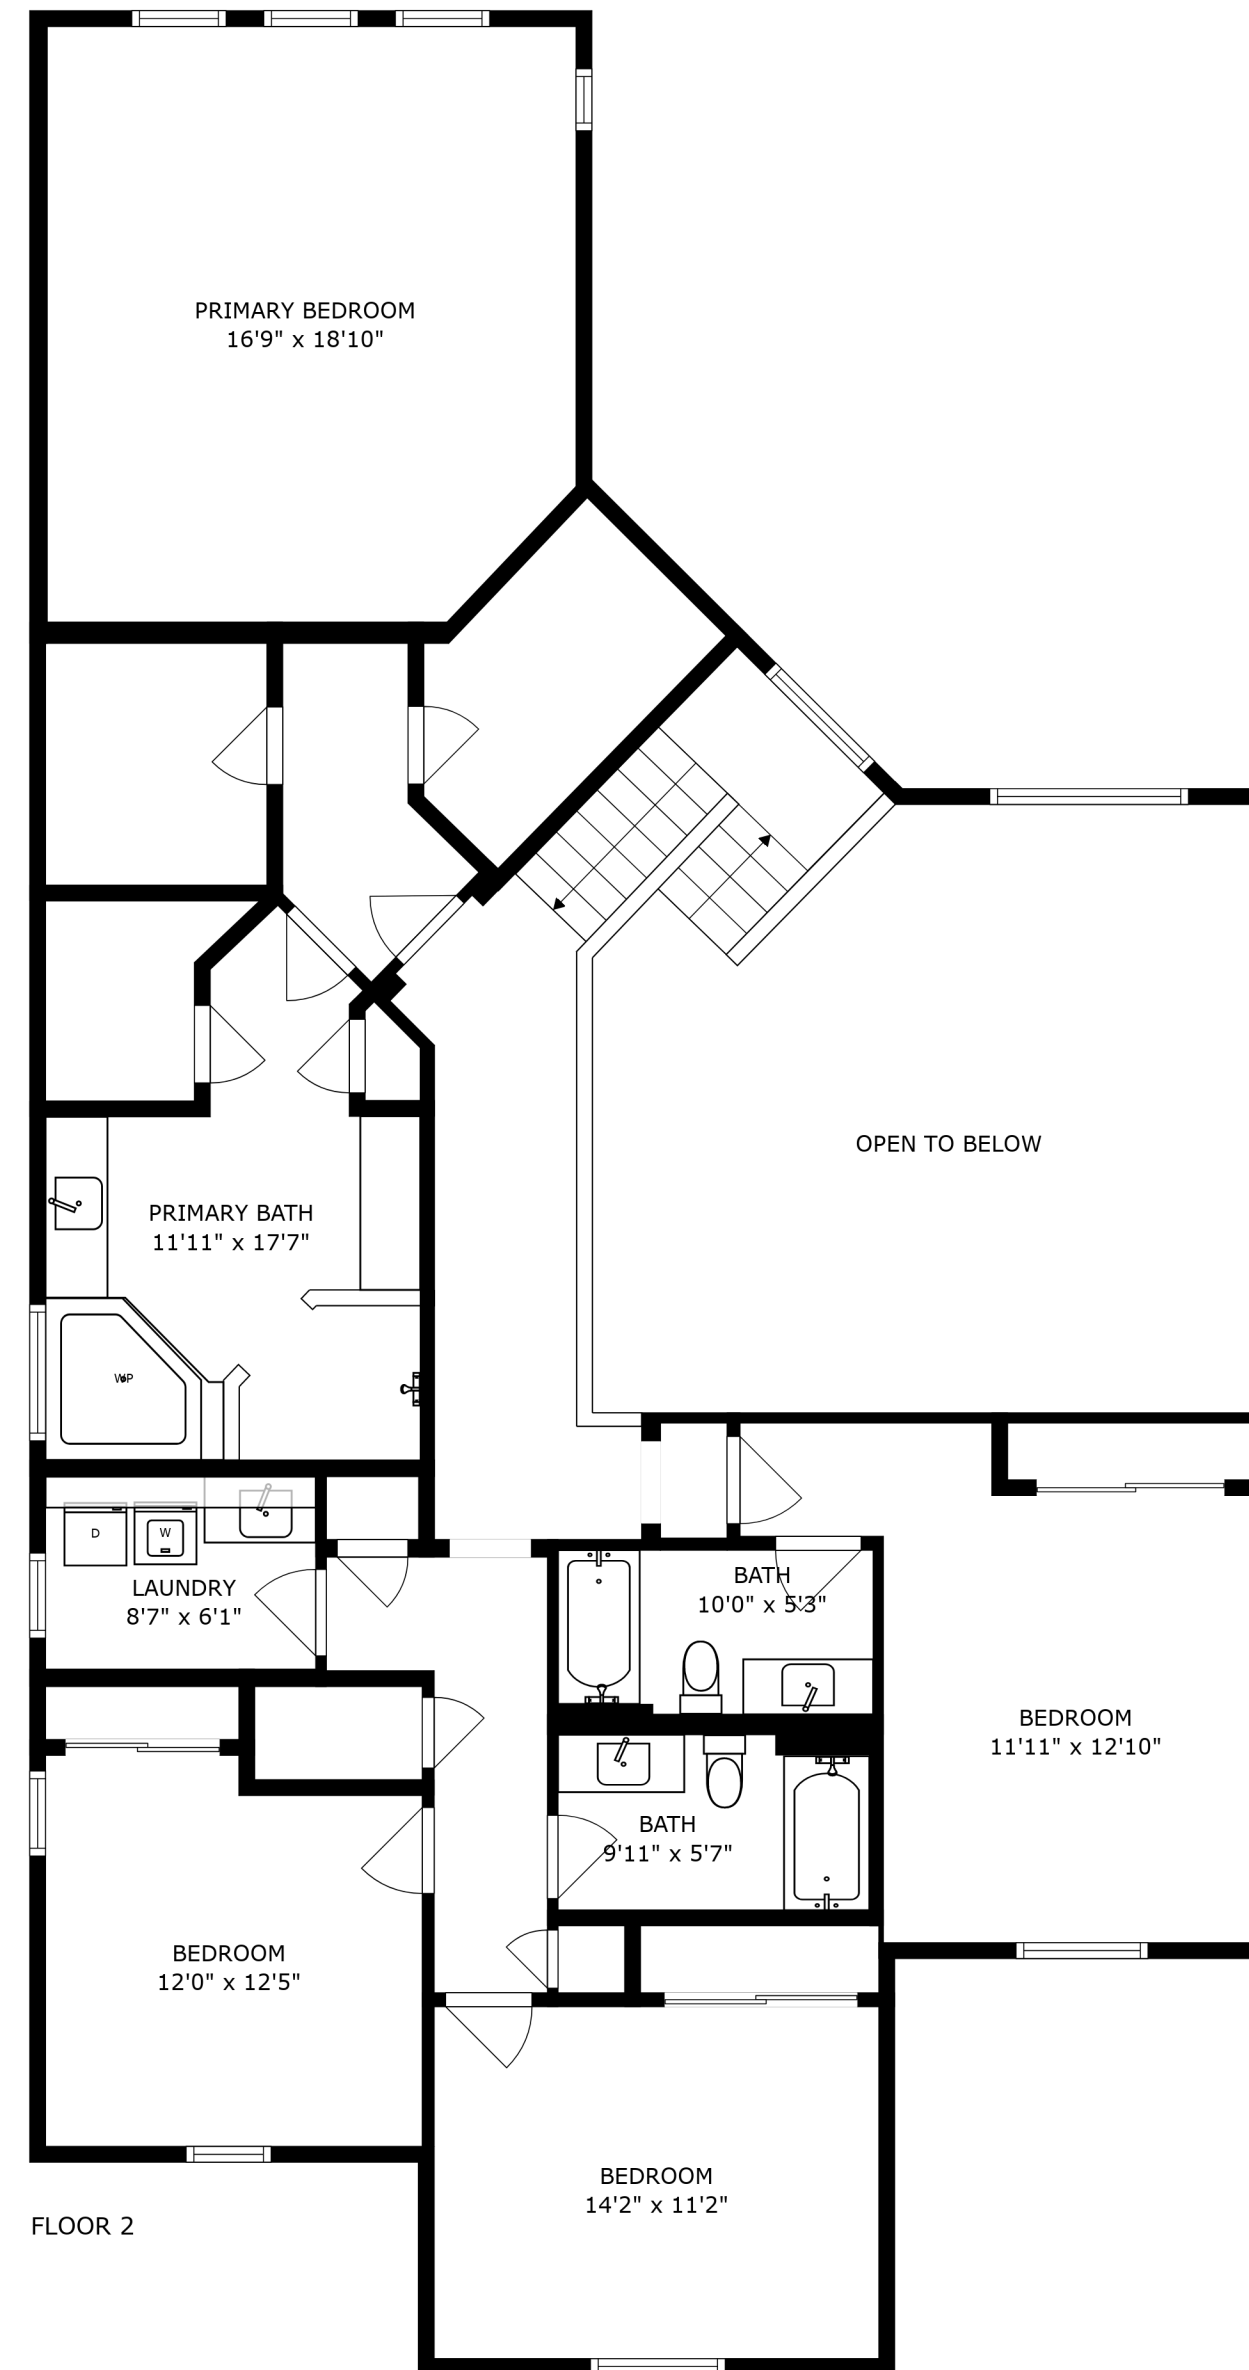 PRIMARY BEDROOM
16'9" x 18'10"
OPEN TO BELOW
PRIMARY BATH
11'11" x 17'7"
WP
D
W
LAUNDRY
8'7" x 6'1"
BATH
10'0" x 5'3"
BEDROOM
11'11" x 12'10"
BATH
9'11" x 5'7"
BEDROOM
12'0" x 12'5"
BEDROOM
14'2" x 11'2"
FLOOR 2